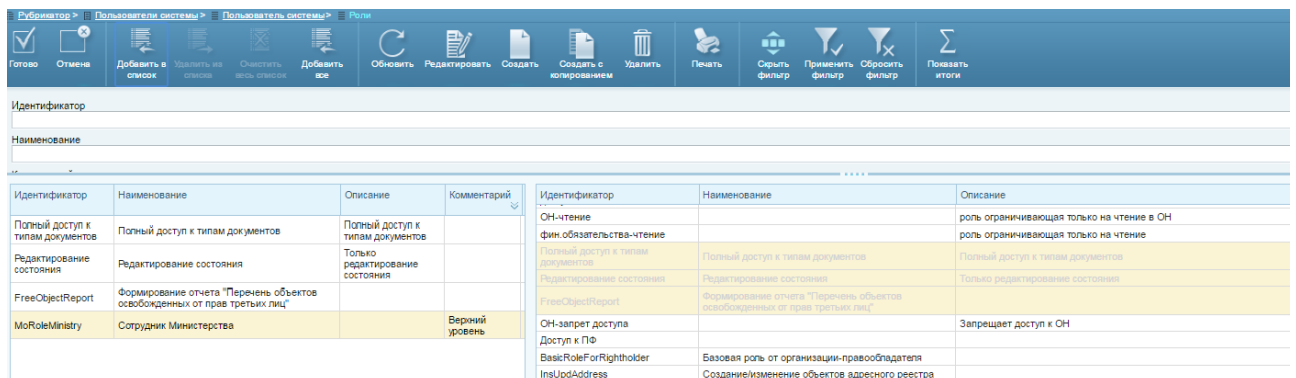 Рубрикатор > Пользователи системы > Пользователь системы > Роли
Готово Отмена Добавить в список Удалить из списка Очистить весь список Добавить все Обновить Редактировать Создать Создать с копированием Удалить Печать Скрыть фильтр Применить фильтр Сбросить фильтр Показать итоги
Идентификатор
Наименование
Идентификатор Наименование Описание Комментарий
Полный доступ к типам документов Полный доступ к типам документов Полный доступ к типам документов
Редактирование состояния Редактирование состояния Только редактирование состояния
FreeObjectReport Формирование отчета "Перечень объектов освобожденных от прав третьих лиц"
MoRoleMinistry Сотрудник Министерства Верхний уровень
Идентификатор Наименование Описание
ОН-чтение роль ограничивающая только на чтение в ОН
фин.обязательства-чтение роль ограничивающая только на чтение
Полный доступ к типам документов Полный доступ к типам документов Полный доступ к типам документов
Редактирование состояния Редактирование состояния Только редактирование состояния
FreeObjectReport Формирование отчета "Перечень объектов освобожденных от прав третьих лиц"
ОН-запрет доступа Запрещает доступ к ОН
Доступ к ПФ
BasicRoleForRightholder Базовая роль от организации-правообладателя
InsUpdAddress Создание/изменение объектов адресного реестра